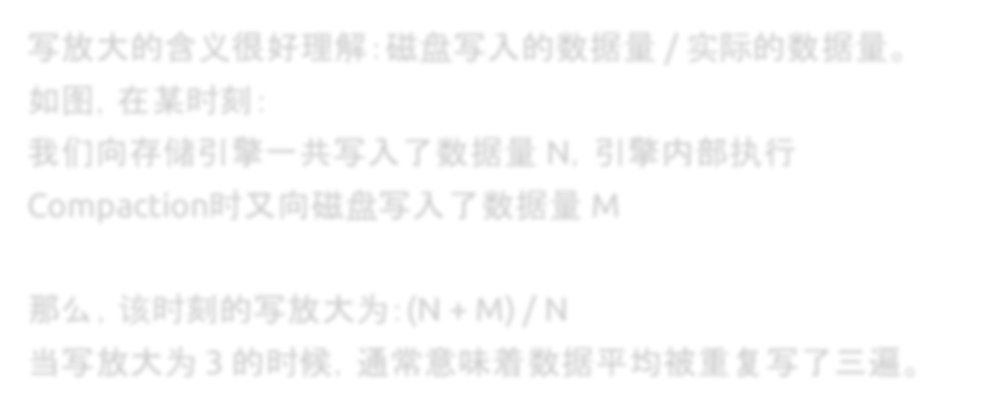 写放大的含义很好理解：磁盘写入的数据量 / 实际的数据量。
如图，在某时刻：
我们向存储引擎一共写入了数据量 N，引擎内部执行
Compaction时又向磁盘写入了数据量 M
那么，该时刻的写放大为：(N + M) / N
当写放大为 3 的时候，通常意味着数据平均被重复写了三遍。